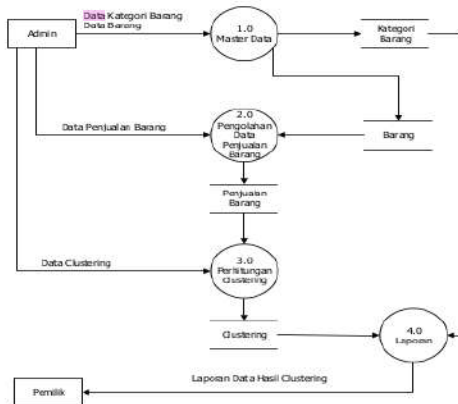 Data Kategori Barang
Data Barang
Admin
1.0
Master Data
Kategori
Barang
Data Penjualan Barang
2.0
Pengolahan
Data
Penjualan
Barang
Barang
Penjualan
Barang
Data Clustering
3.0
Perhitungan
Clustering
Clustering
4.0
Laporan
Laporan Data Hasil Clustering
Pemilik